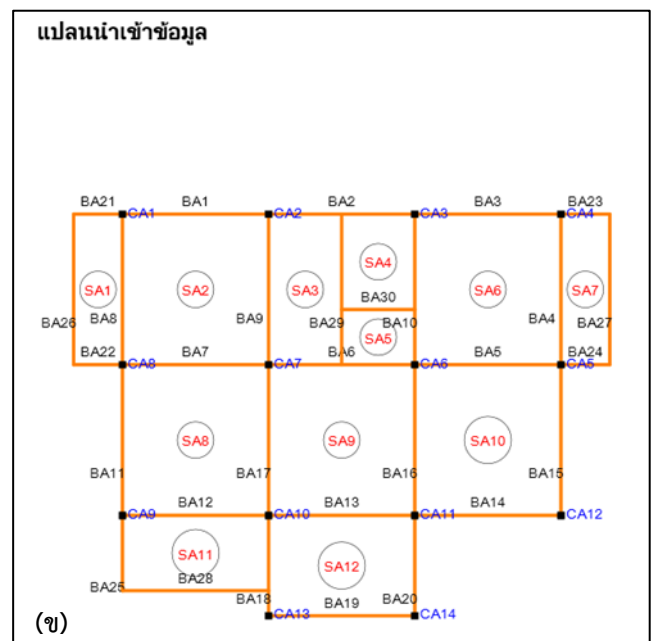 แปลนนำเข้าข้อมูล
BA21 BA1 BA2 BA3 BA23
CA1 CA2 CA3 CA4
SA4
SA1 SA2 SA3 SA6 SA7
BA30
BA26 BA8 BA9 BA29 BA10 BA4 BA27
SA5
BA22 BA7 BA6 BA5 BA24
CA8 CA7 CA6 CA5
SA8 SA9 SA10
BA11 BA17 BA16 BA15
BA12 BA13 BA14
CA9 CA10 CA11 CA12
SA11
SA12
BA28
BA25
BA18 BA19 BA20
CA13 CA14
(ข)